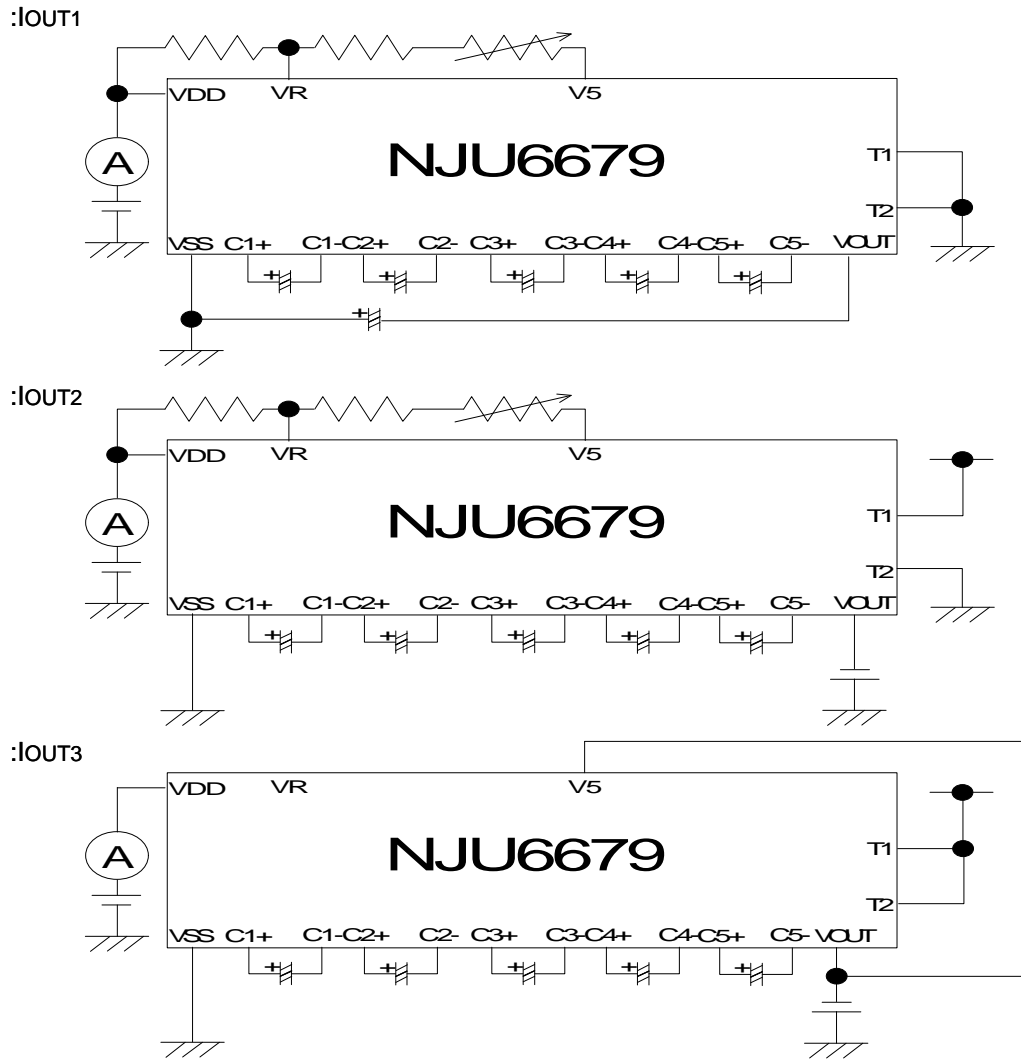 :IOUT1
VDD VR V5
A
NJU6679
T1
T2
VSS C1+ C1- C2+ C2- C3+ C3- C4+ C4- C5+ C5- VOUT
+ + + + +
+
:IOUT2
VDD VR V5
A
NJU6679
T1
T2
VSS C1+ C1- C2+ C2- C3+ C3- C4+ C4- C5+ C5- VOUT
+ + + + +
:IOUT3
VDD VR V5
A
NJU6679
T1
T2
VSS C1+ C1- C2+ C2- C3+ C3- C4+ C4- C5+ C5- VOUT
+ + + + +